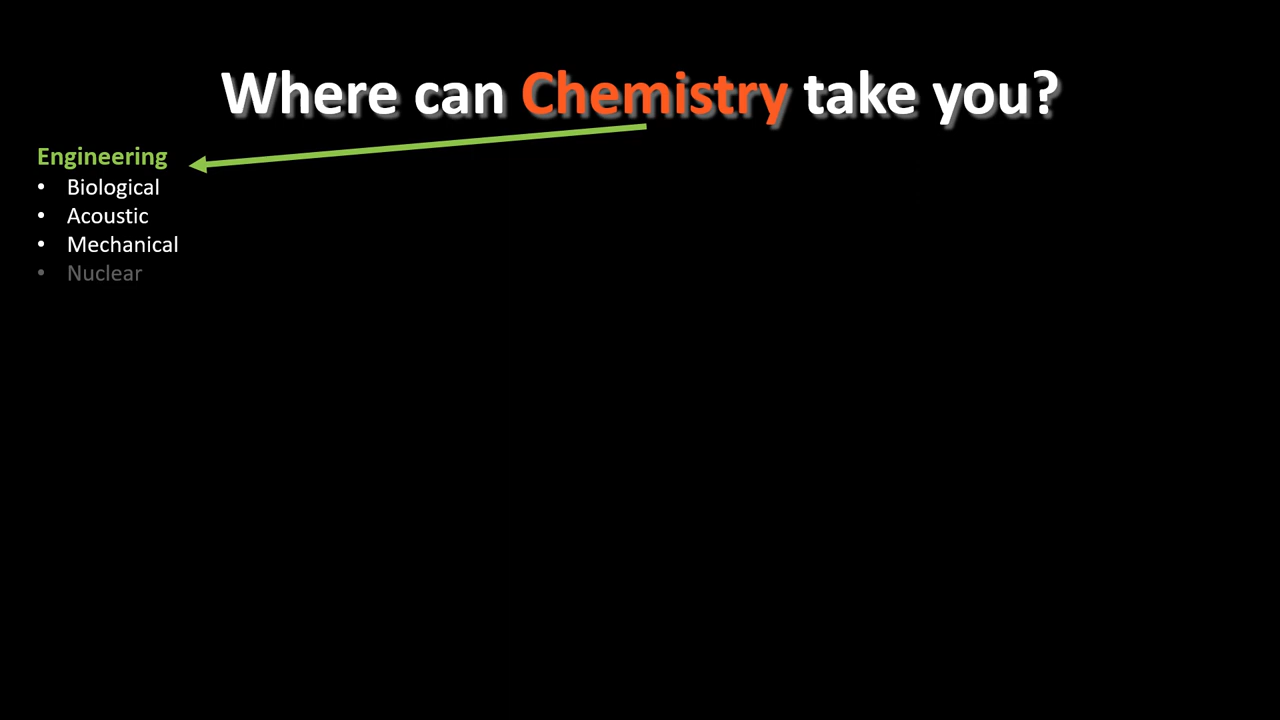 Where can Chemistry take you?
Engineering
• Biological
• Acoustic
• Mechanical
• Nuclear